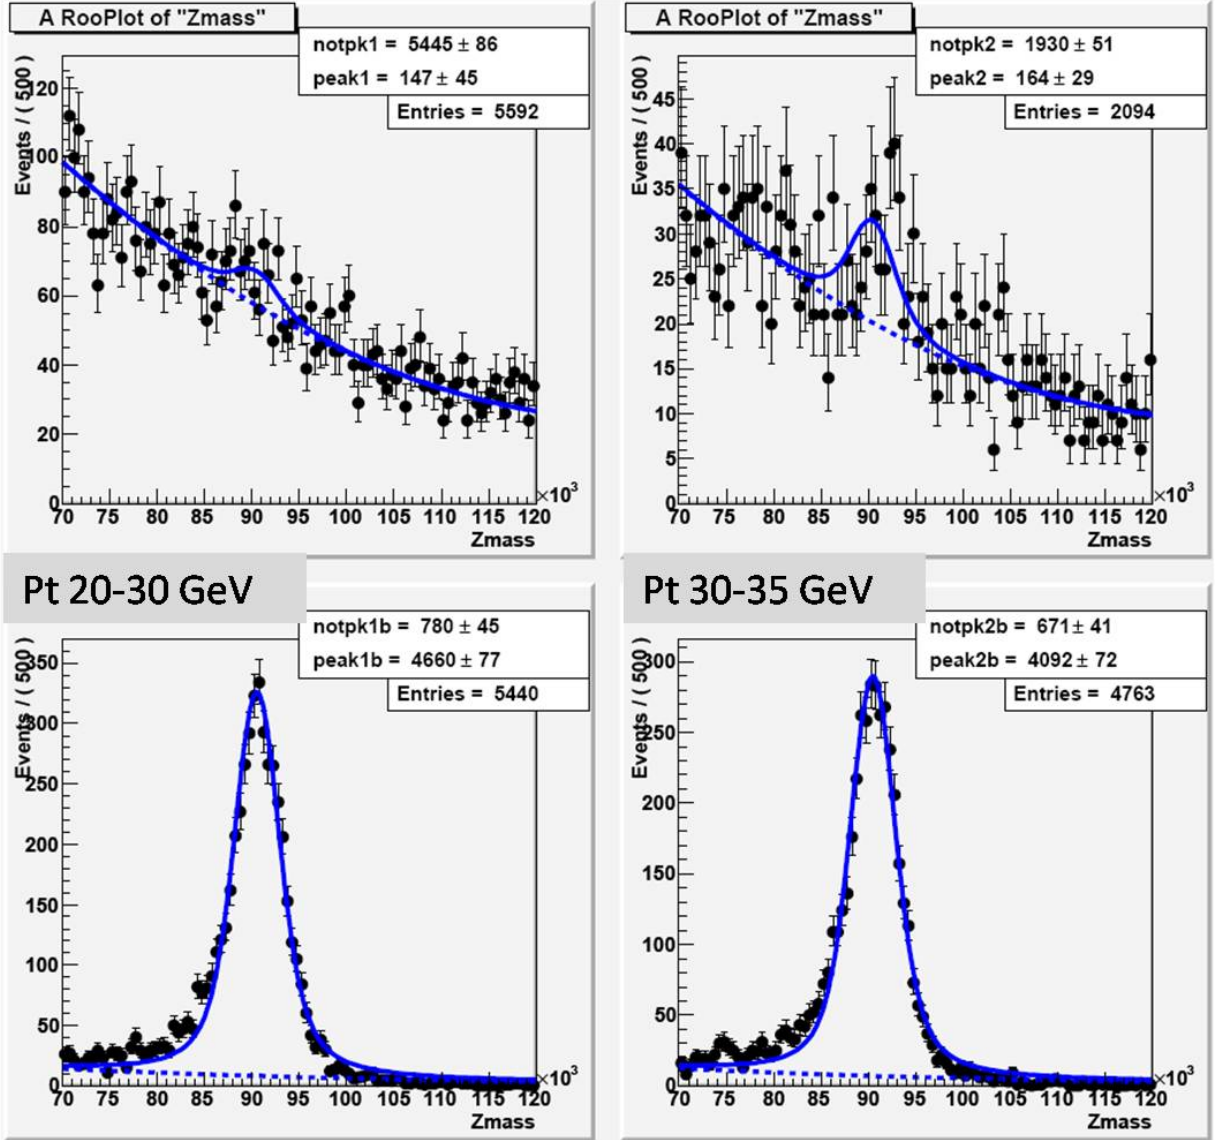 A RooPlot of "Zmass"
notpk1 = 5445 ± 86
peak1 = 147 ± 45
Entries = 5592
Events / ( 500 )
120
100
80
60
40
20
0
70 75 80 85 90 95 100 105 110 115 120
×10³
Zmass
A RooPlot of "Zmass"
notpk2 = 1930 ± 51
peak2 = 164 ± 29
Entries = 2094
Events / ( 500 )
45
40
35
30
25
20
15
10
5
0
70 75 80 85 90 95 100 105 110 115 120
×10³
Zmass
Pt 20-30 GeV
notpk1b = 780 ± 45
peak1b = 4660 ± 77
Entries = 5440
Events / ( 500 )
350
300
250
200
150
100
50
0
70 75 80 85 90 95 100 105 110 115 120
×10³
Zmass
Pt 30-35 GeV
notpk2b = 671 ± 41
peak2b = 4092 ± 72
Entries = 4763
Events / ( 500 )
300
250
200
150
100
50
0
70 75 80 85 90 95 100 105 110 115 120
×10³
Zmass